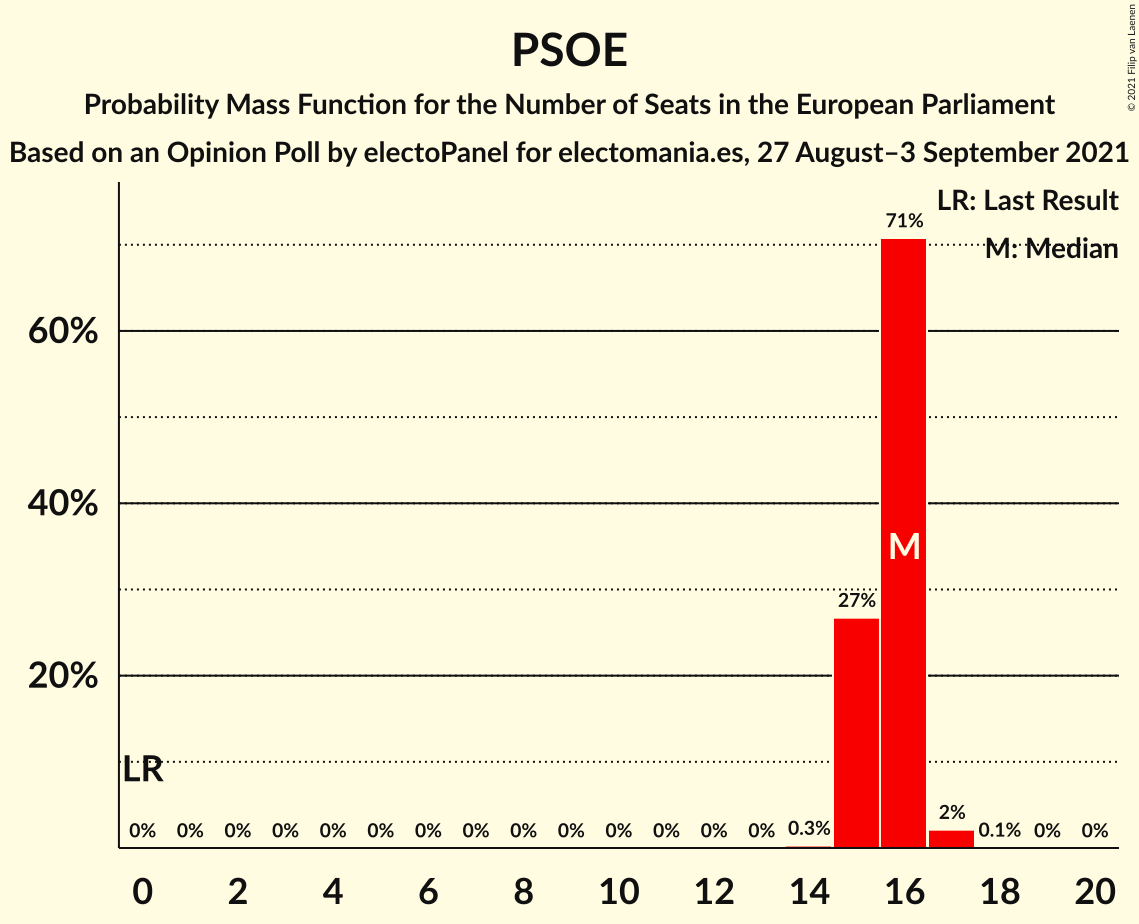 PSOE
Probability Mass Function for the Number of Seats in the European Parliament
Based on an Opinion Poll by electoPanel for electomania.es, 27 August–3 September 2021
© 2021 Filip van Laenen
LR: Last Result
M: Median
71%
60%
40%
M
27%
20%
LR
0% 0% 0% 0% 0% 0% 0% 0% 0% 0% 0% 0% 0% 0% 0.3% 2% 0.1% 0% 0%
0 2 4 6 8 10 12 14 16 18 20